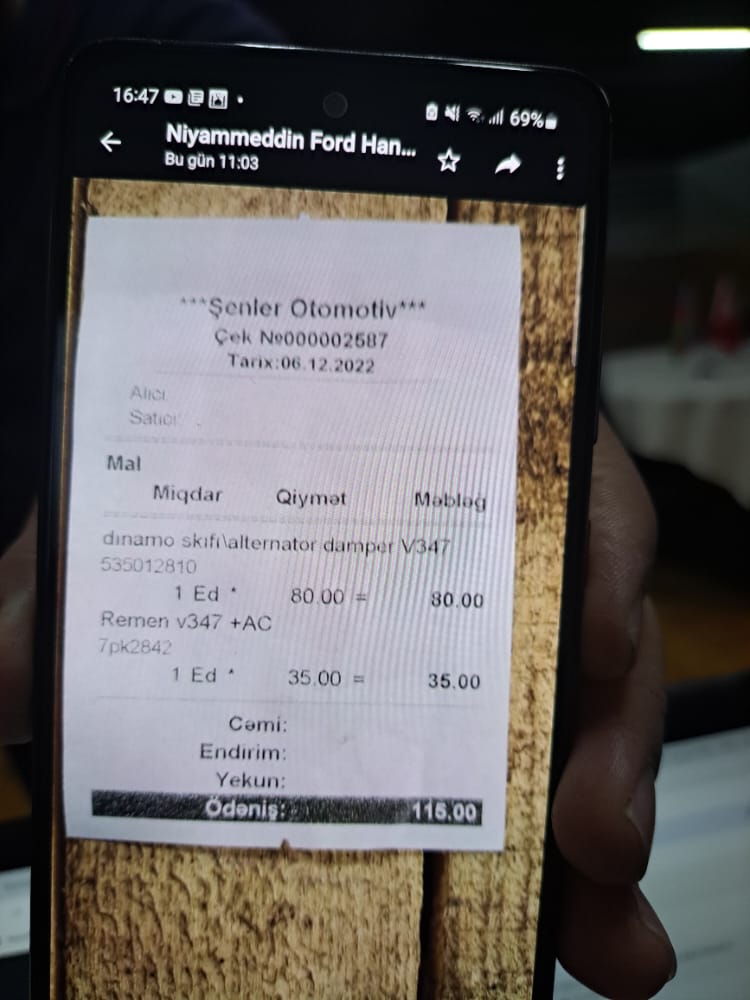 16:47 69%
Niyammeddin Ford Han...
Bu gün 11:03
***Şenler Otomotiv***
Çek №000002587
Tarix:06.12.2022
Alıcı
Satıcı:
Mal
Miqdar Qiymət Məbləğ
dınamo skıfı\alternator damper V347
535012810
1 Ed * 80.00 = 80.00
Remen v347 +AC
7pk2842
1 Ed * 35.00 = 35.00
Cəmi:
Endirim:
Yekun:
Ödəniş: 115.00